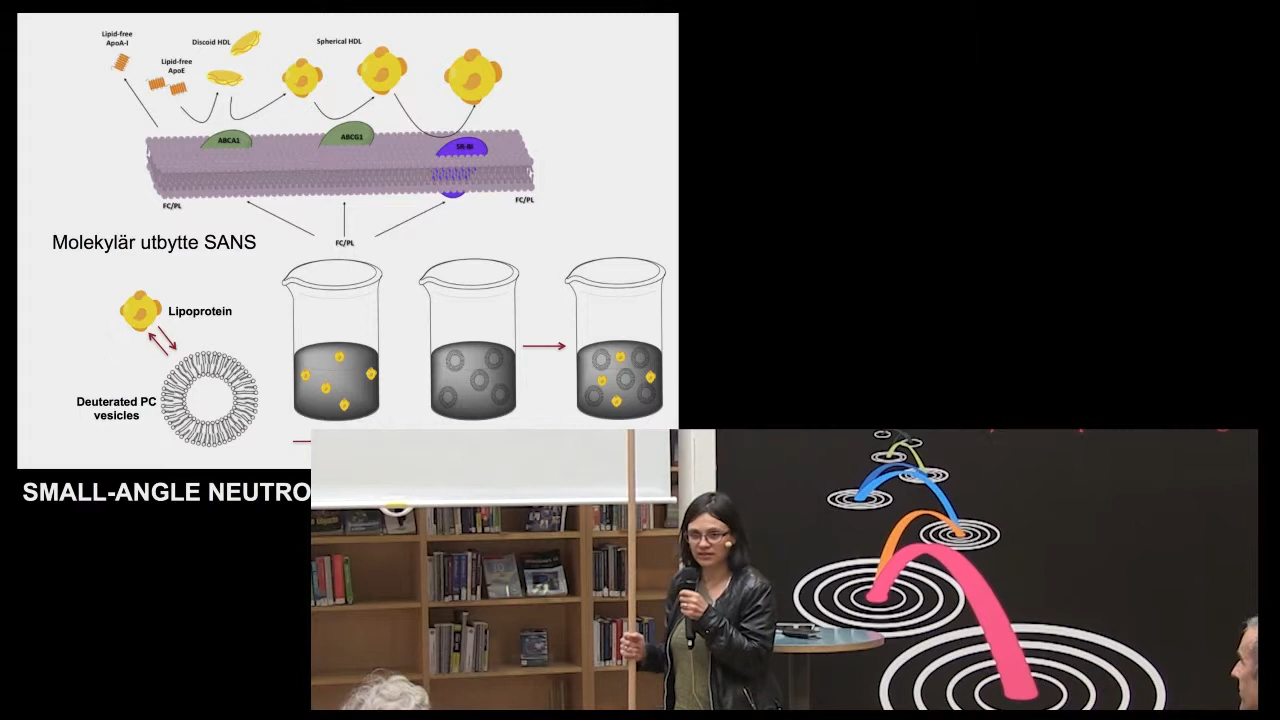 Lipid-free
ApoA-I
Discoid HDL
Spherical HDL
Lipid-free
ApoE
ABCA1
ABCG1
SR-BI
FC/PL
FC/PL
FC/PL
Molekylär utbytte SANS
Lipoprotein
Deuterated PC
vesicles
SMALL-ANGLE NEUTRO